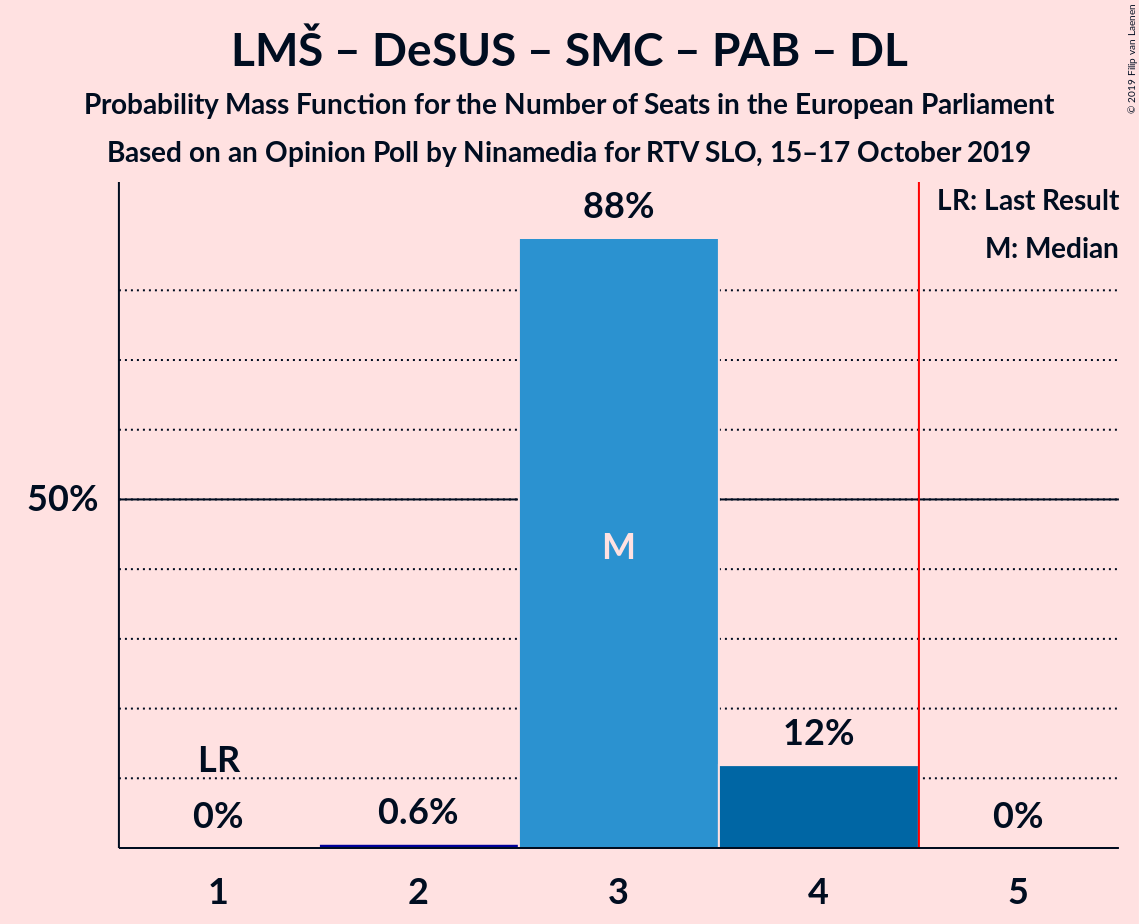 LMŠ – DeSUS – SMC – PAB – DL
Probability Mass Function for the Number of Seats in the European Parliament
Based on an Opinion Poll by Ninamedia for RTV SLO, 15–17 October 2019
© 2019 Filip van Laenen
LR: Last Result
M: Median
88%
50%
M
12%
LR
0%
0.6%
0%
1 2 3 4 5